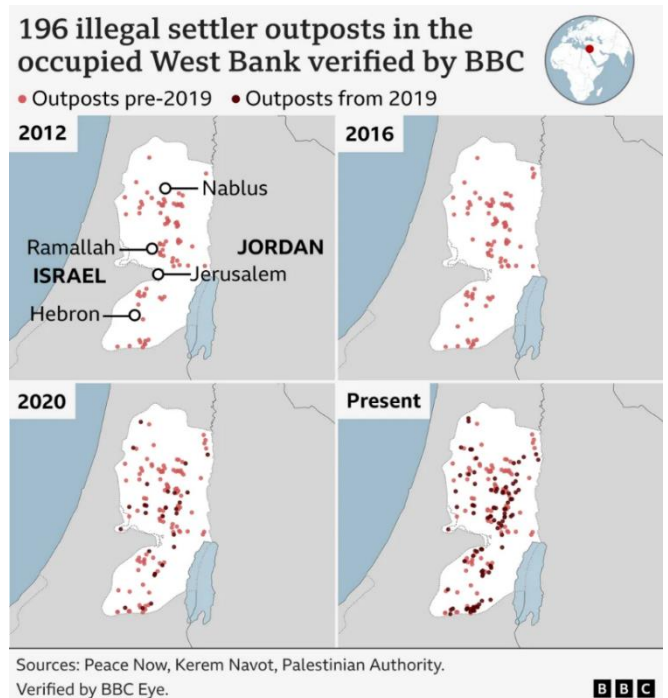 196 illegal settler outposts in the
occupied West Bank verified by BBC
Outposts pre-2019 Outposts from 2019
2012
Nablus
Ramallah
JORDAN
ISRAEL
Jerusalem
Hebron
2016
2020
Present
Sources: Peace Now, Kerem Navot, Palestinian Authority.
Verified by BBC Eye.
BBC